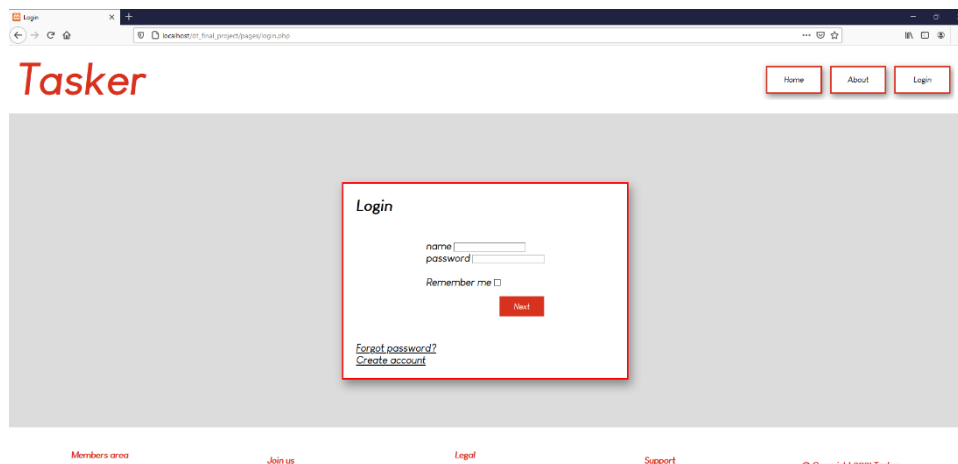 Login
localhost/dt_final_project/pages/login.php
Tasker
Home
About
Login
Login
name
password
Remember me
Next
Forgot password?
Create account
Members area
Join us
Legal
Support